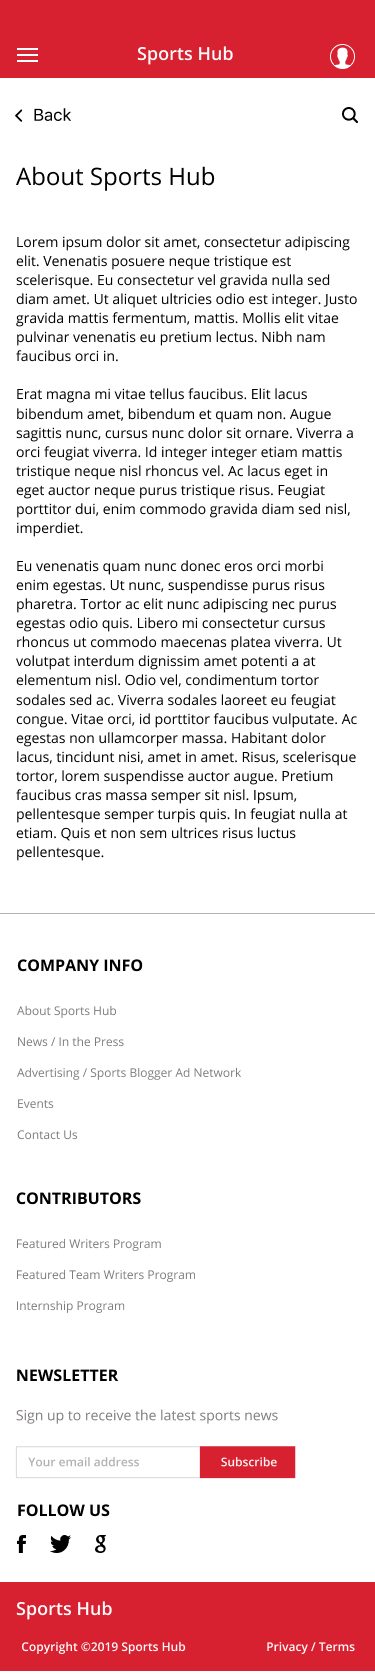 Sports Hub
Back
About Sports Hub
Lorem ipsum dolor sit amet, consectetur adipiscing
elit. Venenatis posuere neque tristique est
scelerisque. Eu consectetur vel gravida nulla sed
diam amet. Ut aliquet ultricies odio est integer. Justo
gravida mattis fermentum, mattis. Mollis elit vitae
pulvinar venenatis eu pretium lectus. Nibh nam
faucibus orci in.
Erat magna mi vitae tellus faucibus. Elit lacus
bibendum amet, bibendum et quam non. Augue
sagittis nunc, cursus nunc dolor sit ornare. Viverra a
orci feugiat viverra. Id integer integer etiam mattis
tristique neque nisl rhoncus vel. Ac lacus eget in
eget auctor neque purus tristique risus. Feugiat
porttitor dui, enim commodo gravida diam sed nisl,
imperdiet.
Eu venenatis quam nunc donec eros orci morbi
enim egestas. Ut nunc, suspendisse purus risus
pharetra. Tortor ac elit nunc adipiscing nec purus
egestas odio quis. Libero mi consectetur cursus
rhoncus ut commodo maecenas platea viverra. Ut
volutpat interdum dignissim amet potenti a at
elementum nisl. Odio vel, condimentum tortor
sodales sed ac. Viverra sodales laoreet eu feugiat
congue. Vitae orci, id porttitor faucibus vulputate. Ac
egestas non ullamcorper massa. Habitant dolor
lacus, tincidunt nisi, amet in amet. Risus, scelerisque
tortor, lorem suspendisse auctor augue. Pretium
faucibus cras massa semper sit nisl. Ipsum,
pellentesque semper turpis quis. In feugiat nulla at
etiam. Quis et non sem ultrices risus luctus
pellentesque.
COMPANY INFO
About Sports Hub
News / In the Press
Advertising / Sports Blogger Ad Network
Events
Contact Us
CONTRIBUTORS
Featured Writers Program
Featured Team Writers Program
Internship Program
NEWSLETTER
Sign up to receive the latest sports news
Your email address Subscribe
FOLLOW US
Sports Hub
Copyright ©2019 Sports Hub Privacy / Terms